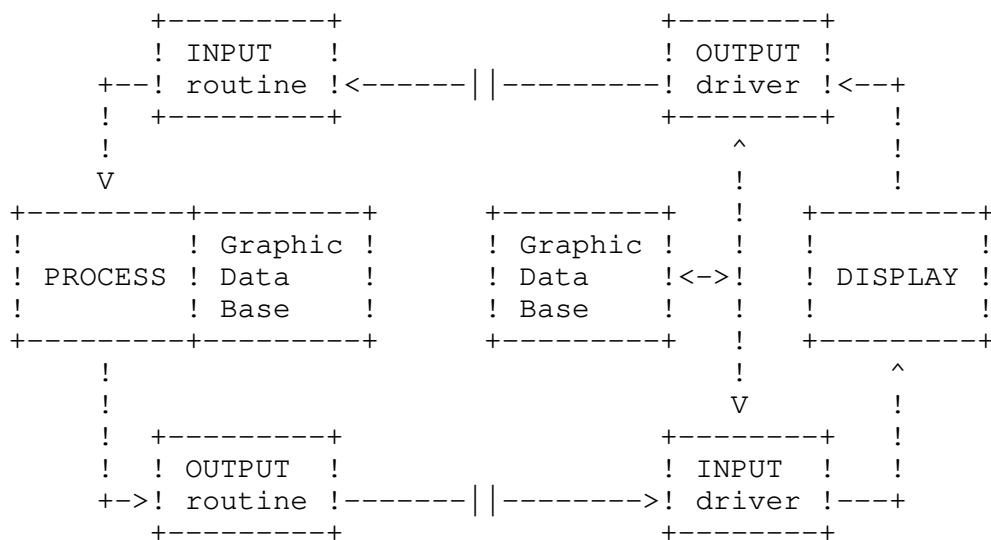 INPUT OUTPUT
routine driver
Graphic Graphic
PROCESS Data Data DISPLAY
Base Base
OUTPUT INPUT
routine driver